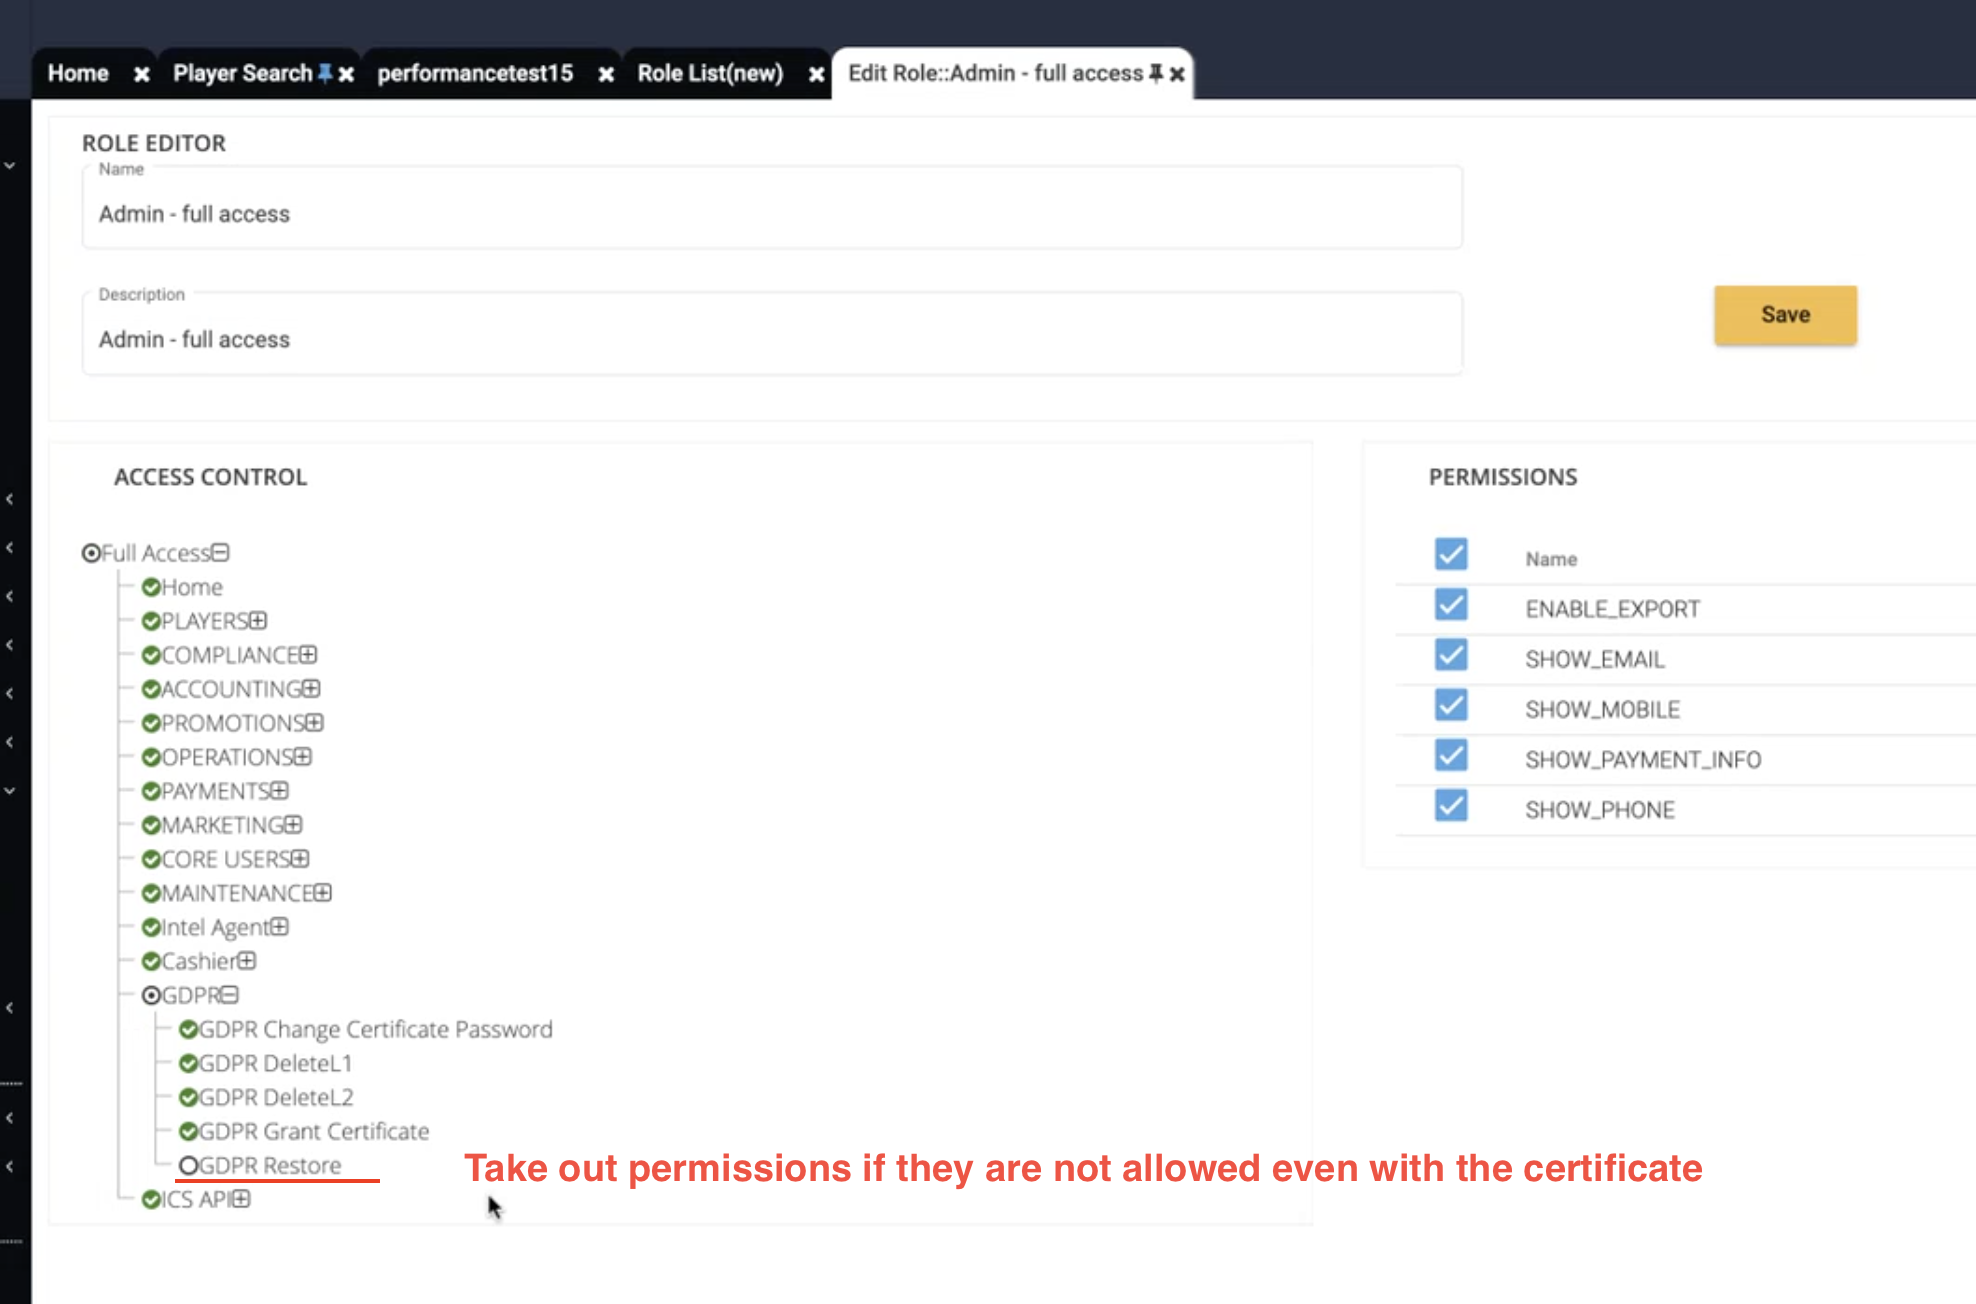 Home Player Search performancetest15 Role List(new) Edit Role::Admin - full access
ROLE EDITOR
Name
Admin - full access
Description
Admin - full access
Save
ACCESS CONTROL
Full Access
Home
PLAYERS
COMPLIANCE
ACCOUNTING
PROMOTIONS
OPERATIONS
PAYMENTS
MARKETING
CORE USERS
MAINTENANCE
Intel Agent
Cashier
GDPR
GDPR Change Certificate Password
GDPR DeleteL1
GDPR DeleteL2
GDPR Grant Certificate
GDPR Restore
Take out permissions if they are not allowed even with the certificate
ICS API
PERMISSIONS
Name
ENABLE_EXPORT
SHOW_EMAIL
SHOW_MOBILE
SHOW_PAYMENT_INFO
SHOW_PHONE